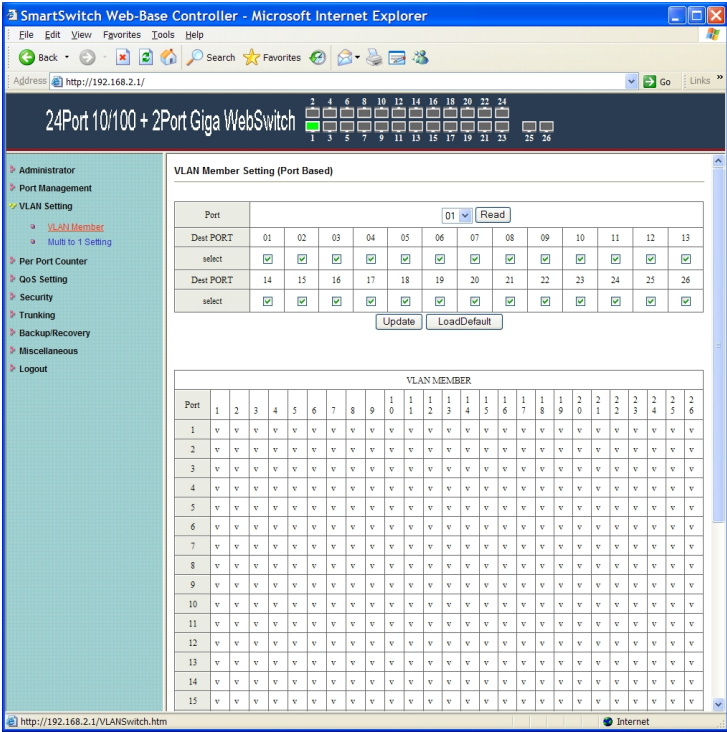 SmartSwitch Web-Base Controller - Microsoft Internet Explorer
File Edit View Favorites Tools Help
Back Search Favorites
Address http://192.168.2.1/ Go Links »
24Port 10/100 + 2Port Giga WebSwitch
2 4 6 8 10 12 14 16 18 20 22 24
1 3 5 7 9 11 13 15 17 19 21 23 25 26
Administrator
Port Management
VLAN Setting
VLAN Member
Multi to 1 Setting
Per Port Counter
QoS Setting
Security
Trunking
Backup/Recovery
Miscellaneous
Logout
VLAN Member Setting (Port Based)
Port 01 Read
Dest PORT 01 02 03 04 05 06 07 08 09 10 11 12 13
select
Dest PORT 14 15 16 17 18 19 20 21 22 23 24 25 26
select
Update LoadDefault
VLAN MEMBER
Port 1 2 3 4 5 6 7 8 9 10 11 12 13 14 15 16 17 18 19 20 21 22 23 24 25 26
1 v v v v v v v v v v v v v v v v v v v v v v v v v v
2 v v v v v v v v v v v v v v v v v v v v v v v v v v
3 v v v v v v v v v v v v v v v v v v v v v v v v v v
4 v v v v v v v v v v v v v v v v v v v v v v v v v v
5 v v v v v v v v v v v v v v v v v v v v v v v v v v
6 v v v v v v v v v v v v v v v v v v v v v v v v v v
7 v v v v v v v v v v v v v v v v v v v v v v v v v v
8 v v v v v v v v v v v v v v v v v v v v v v v v v v
9 v v v v v v v v v v v v v v v v v v v v v v v v v v
10 v v v v v v v v v v v v v v v v v v v v v v v v v v
11 v v v v v v v v v v v v v v v v v v v v v v v v v v
12 v v v v v v v v v v v v v v v v v v v v v v v v v v
13 v v v v v v v v v v v v v v v v v v v v v v v v v v
14 v v v v v v v v v v v v v v v v v v v v v v v v v v
15 v v v v v v v v v v v v v v v v v v v v v v v v v v
http://192.168.2.1/VLANSwitch.htm Internet